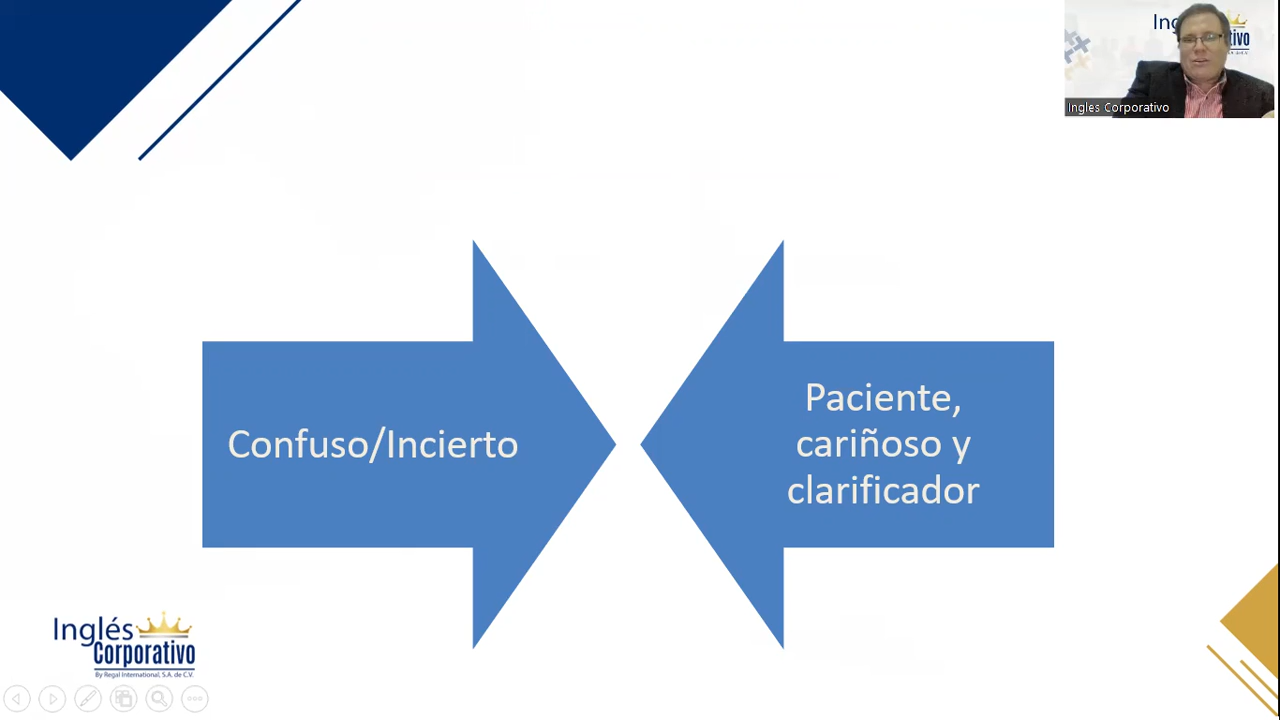 Ingles Corporativo
Confuso/Incierto
Paciente,
cariñoso y
clarificador
Inglés
Corporativo
By Regal International, S.A. de C.V.